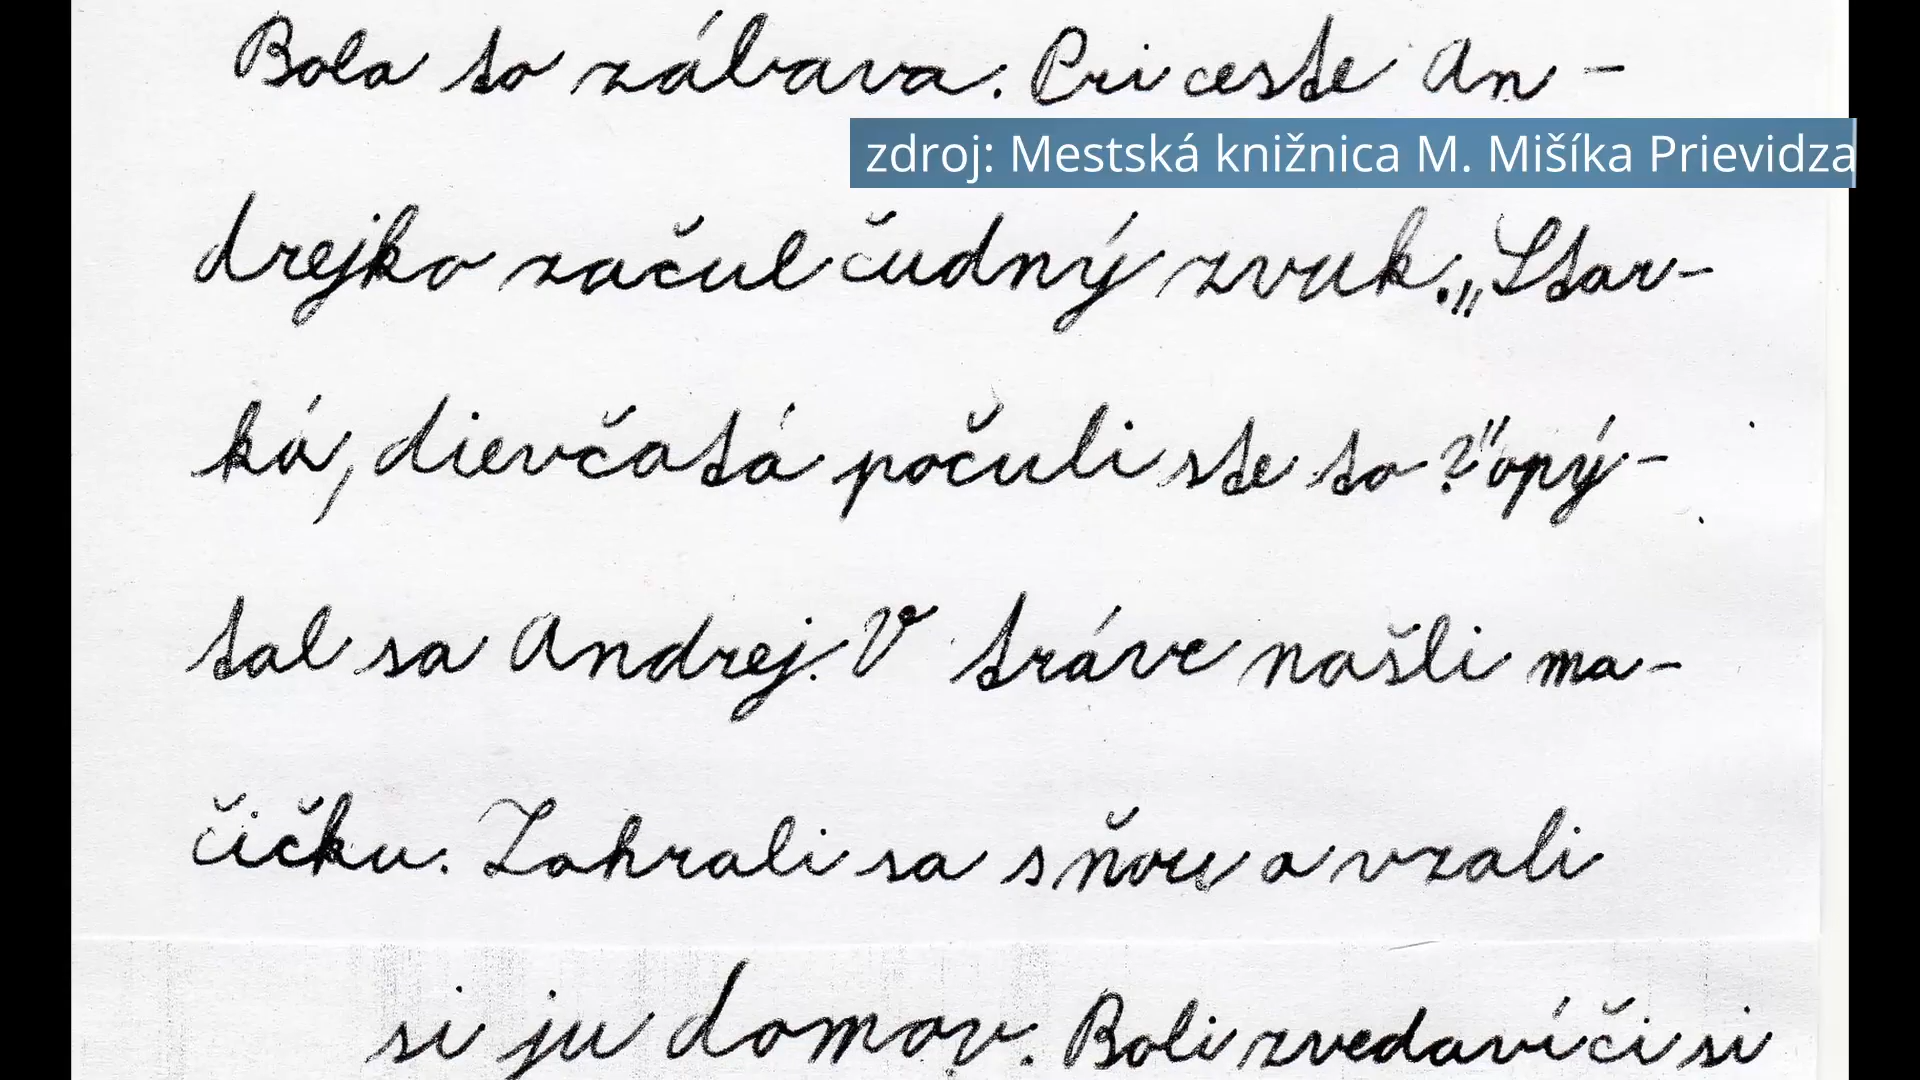 Bola to zábava. Pri ceste An-
zdroj: Mestská knižnica M. Mišíka Prievidza
drejko začul čudný zvuk. „Star-
ká, dievčatá počuli ste to?" opý-
tal sa Andrej. V tráve našli ma-
čičku. Zahrali sa s ňou a vzali
si ju domov. Boli zvedaví či si